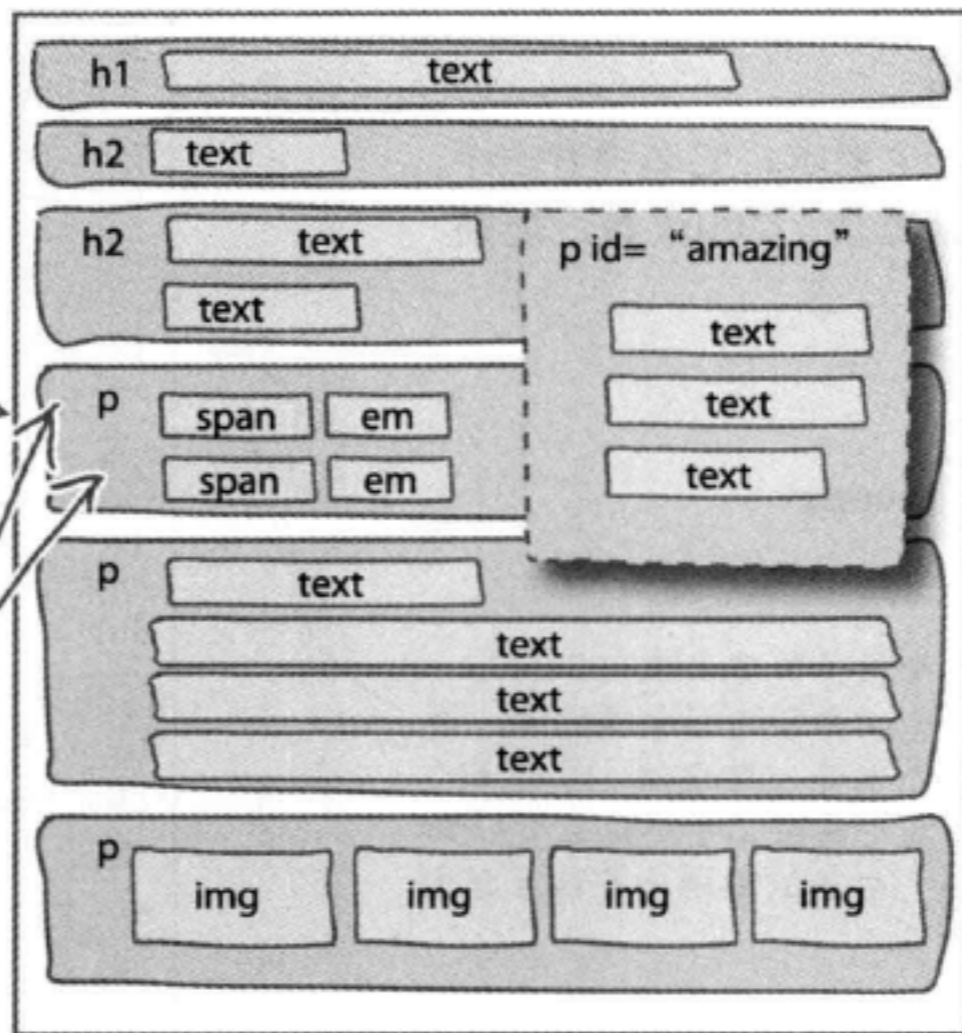 h1 text
h2 text
h2 text
text
p id= “amazing”
text
text
text
p span em
span em
p text
text
text
text
p img img img img